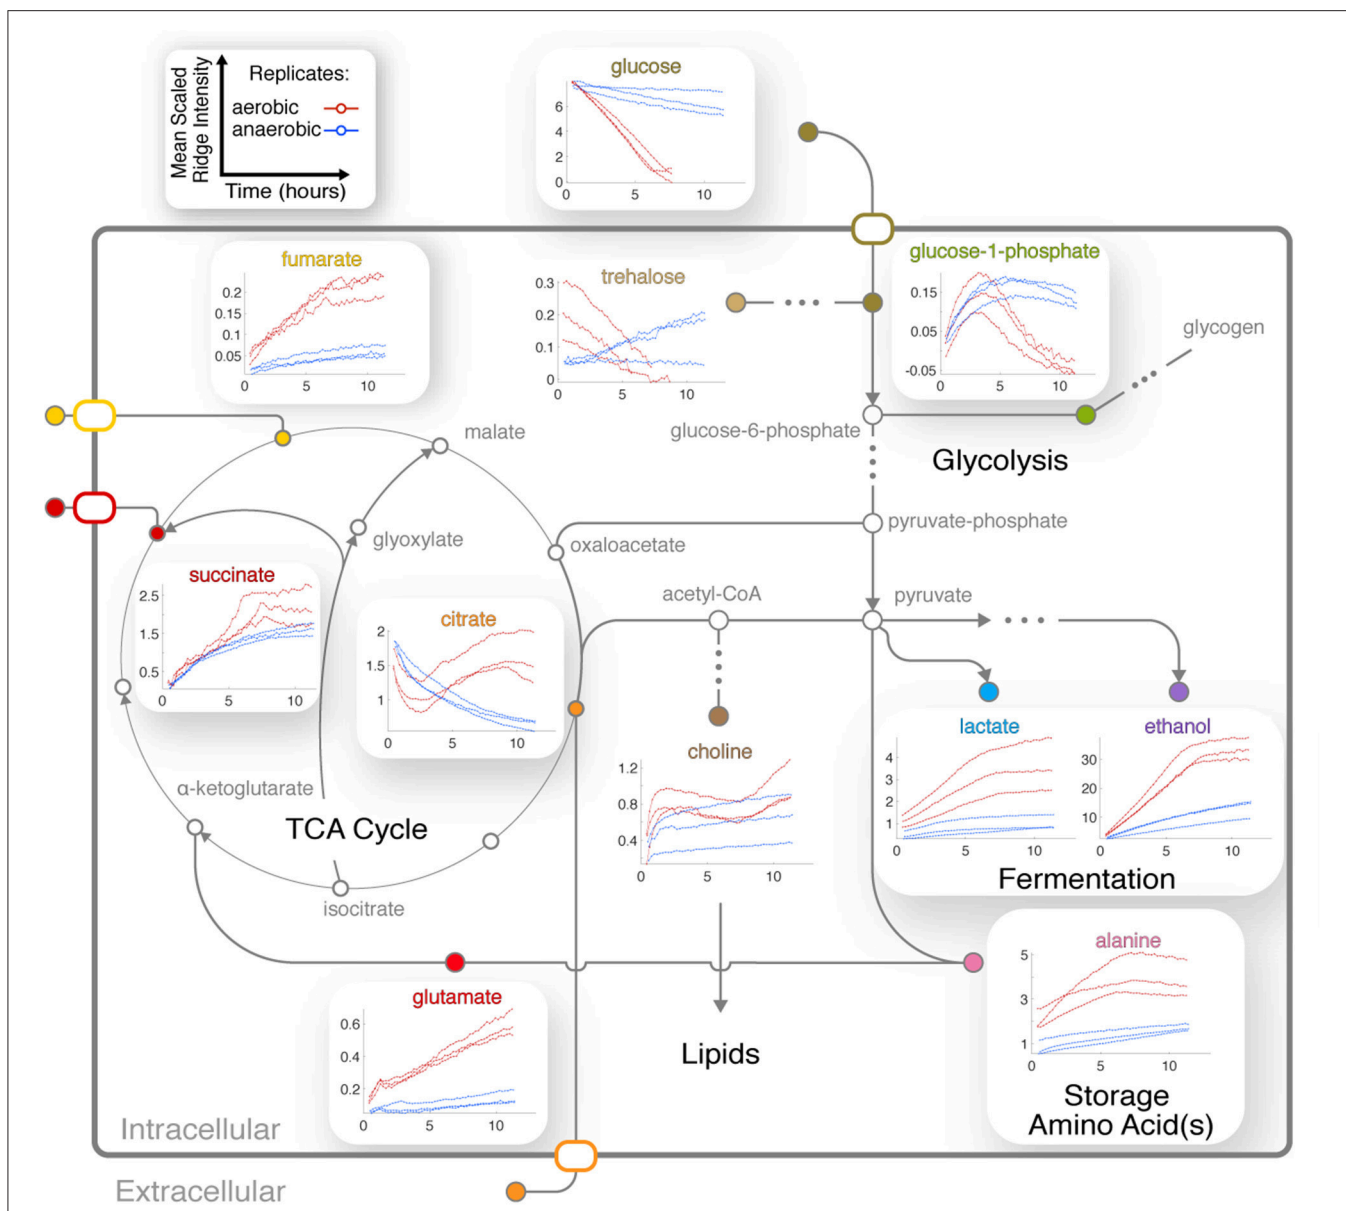 Mean Scaled
Ridge Intensity
Replicates:
aerobic
anaerobic
Time (hours)
glucose
6
4
2
0
0
5
10
fumarate
0.2
0.15
0.1
0.05
5
10
trehalose
0.3
0.2
0.1
0
5
10
glucose-1-phosphate
0.15
0.05
-0.05
5
10
glycogen
glucose-6-phosphate
Glycolysis
malate
glyoxylate
oxaloacetate
pyruvate-phosphate
succinate
2.5
1.5
0.5
5
10
citrate
2
1.5
1
0
5
10
acetyl-CoA
pyruvate
choline
1.2
0.8
0.4
0
5
10
lactate
4
3
2
1
0
5
10
ethanol
30
20
10
0
5
10
Fermentation
α-ketoglutarate
TCA Cycle
isocitrate
alanine
5
3
1
0
5
10
Storage
Amino Acid(s)
glutamate
0.6
0.4
0.2
0
5
10
Lipids
Intracellular
Extracellular